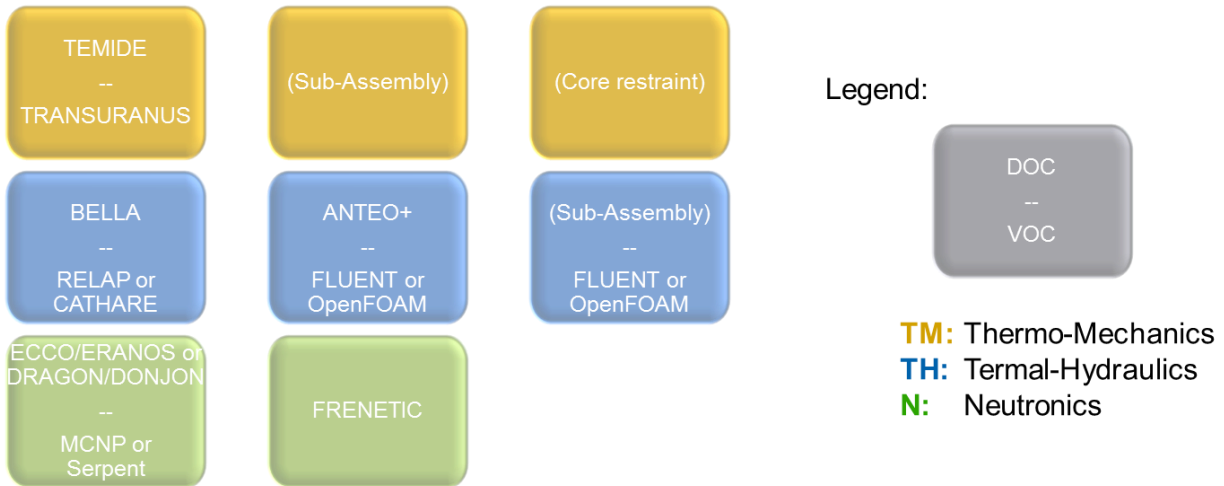 TEMIDE
--
TRANSURANUS
(Sub-Assembly)
(Core restraint)
BELLA
--
RELAP or
CATHARE
ANTEO+
--
FLUENT or
OpenFOAM
(Sub-Assembly)
--
FLUENT or
OpenFOAM
ECCO/ERANOS or
DRAGON/DONJON
--
MCNP or
Serpent
FRENETIC
Legend:
DOC
--
VOC
TM: Thermo-Mechanics
TH: Termal-Hydraulics
N: Neutronics